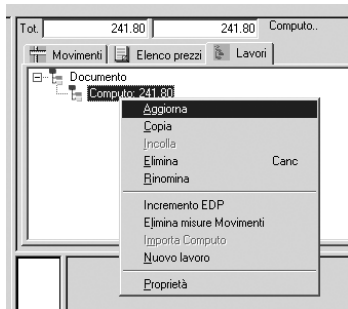 Tot. 241.80 241.80 Computo..
Movimenti Elenco prezzi Lavori
Documento
Computo: 241.80
Aggiorna
Copia
Incolla
Elimina Canc
Rinomina
Incremento EDP
Elimina misure Movimenti
Importa Computo
Nuovo lavoro
Proprietà